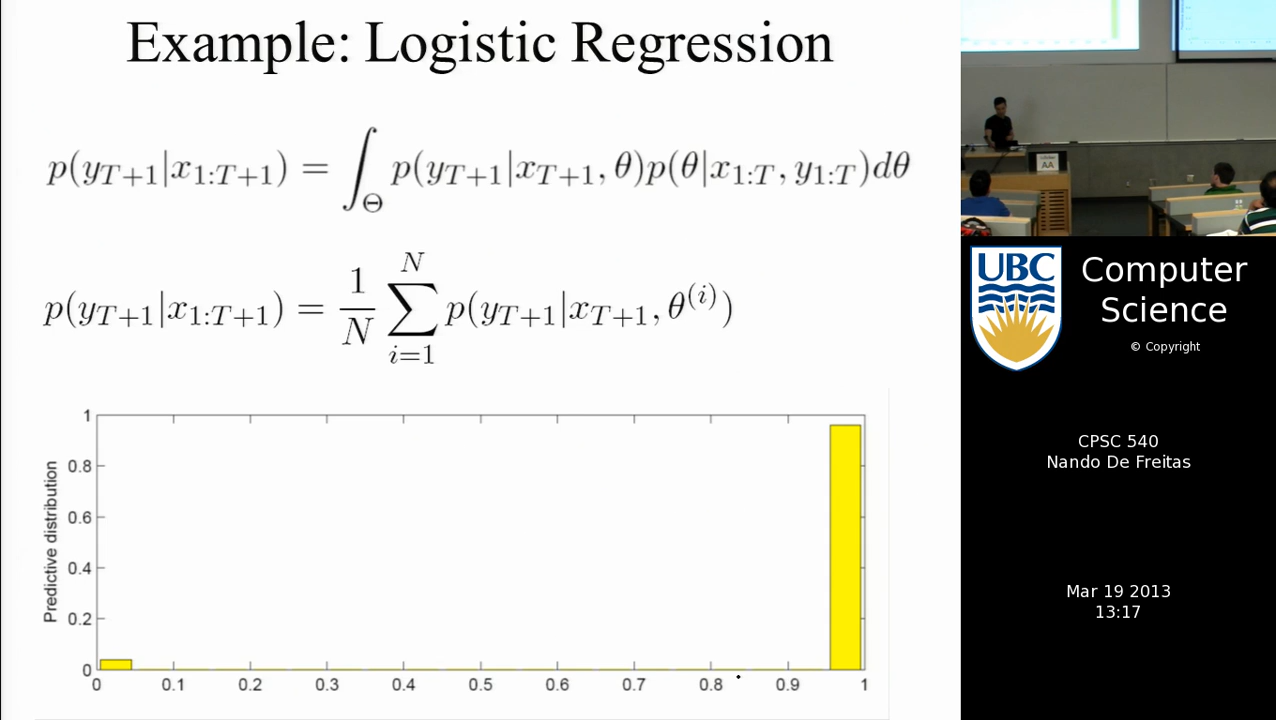 Example: Logistic Regression
p(y_{T+1}|x_{1:T+1}) = ∫_Θ p(y_{T+1}|x_{T+1}, θ)p(θ|x_{1:T}, y_{1:T})dθ
p(y_{T+1}|x_{1:T+1}) = \frac{1}{N} ∑_{i=1}^{N} p(y_{T+1}|x_{T+1}, θ^{(i)})
Predictive distribution
1
0.8
0.6
0.4
0.2
0
0 0.1 0.2 0.3 0.4 0.5 0.6 0.7 0.8 0.9 1
AA
UBC
Computer
Science
© Copyright
CPSC 540
Nando De Freitas
Mar 19 2013
13:17